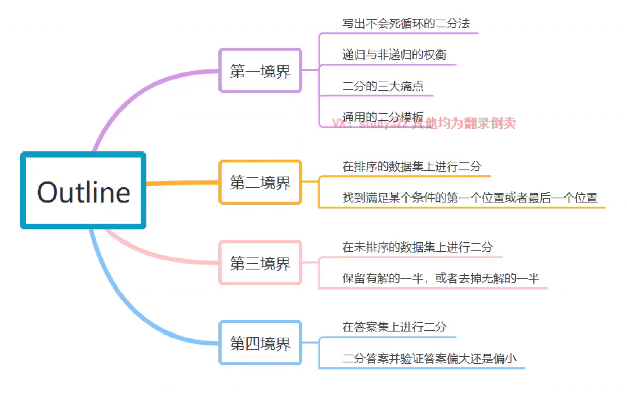 Outline
第一境界
写出不会死循环的二分法
递归与非递归的权衡
二分的三大痛点
通用的二分模板
其他均为翻录倒卖
第二境界
在排序的数据集上进行二分
找到满足某个条件的第一个位置或者最后一个位置
第三境界
在未排序的数据集上进行二分
保留有解的一半，或者去掉无解的一半
第四境界
在答案集上进行二分
二分答案并验证答案偏大还是偏小